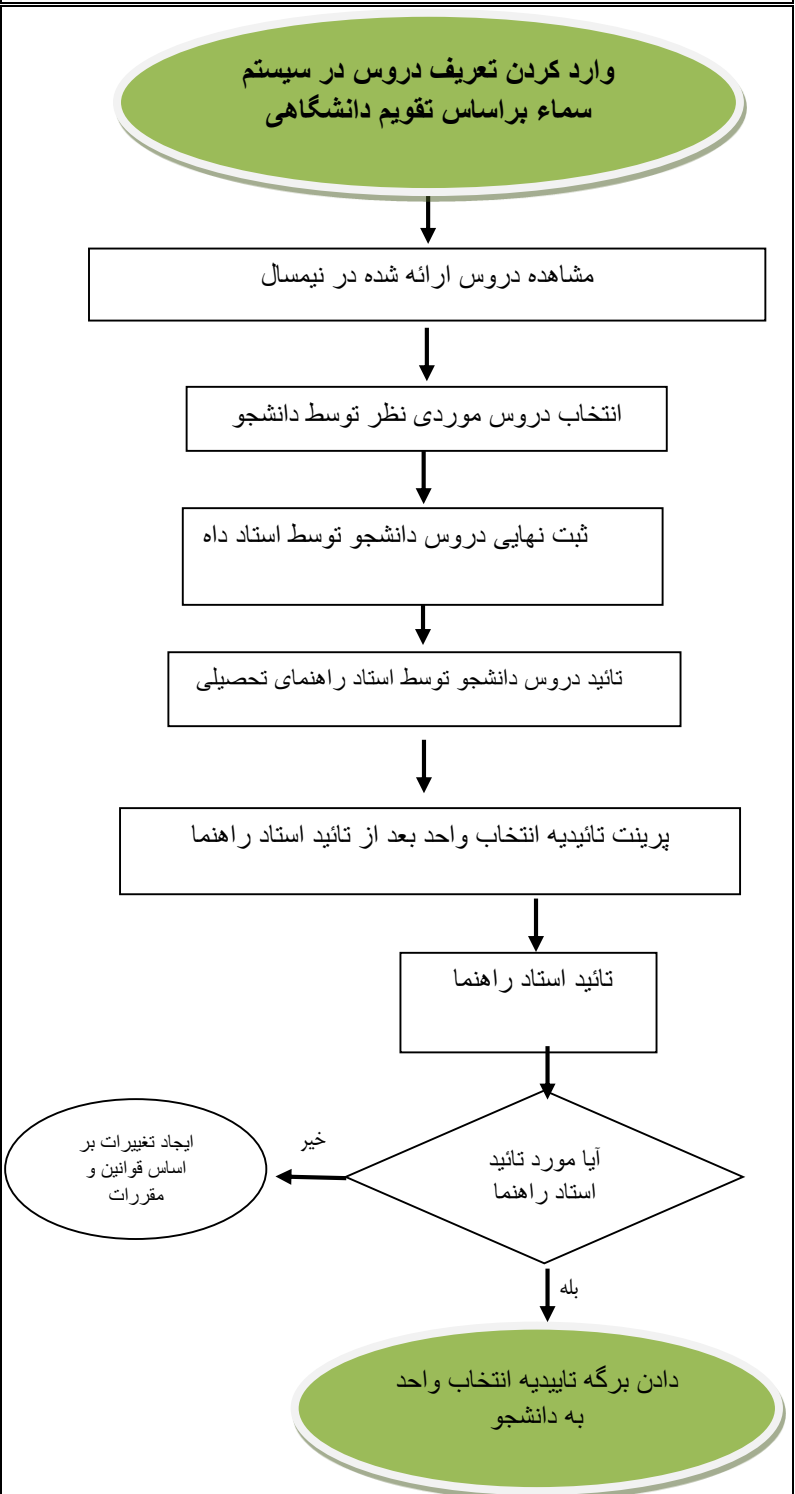 وارد کردن تعریف دروس در سیستم
سماء براساس تقویم دانشگاهی
مشاهده دروس ارائه شده در نیمسال
انتخاب دروس موردی نظر توسط دانشجو
ثبت نهایی دروس دانشجو توسط استاد داه
تائید دروس دانشجو توسط استاد راهنمای تحصیلی
پرینت تائیدیه انتخاب واحد بعد از تائید استاد راهنما
تائید استاد راهنما
آیا مورد تائید
استاد راهنما
خیر
ایجاد تغییرات بر
اساس قوانین و
مقررات
بله
دادن برگه تاییدیه انتخاب واحد
به دانشجو